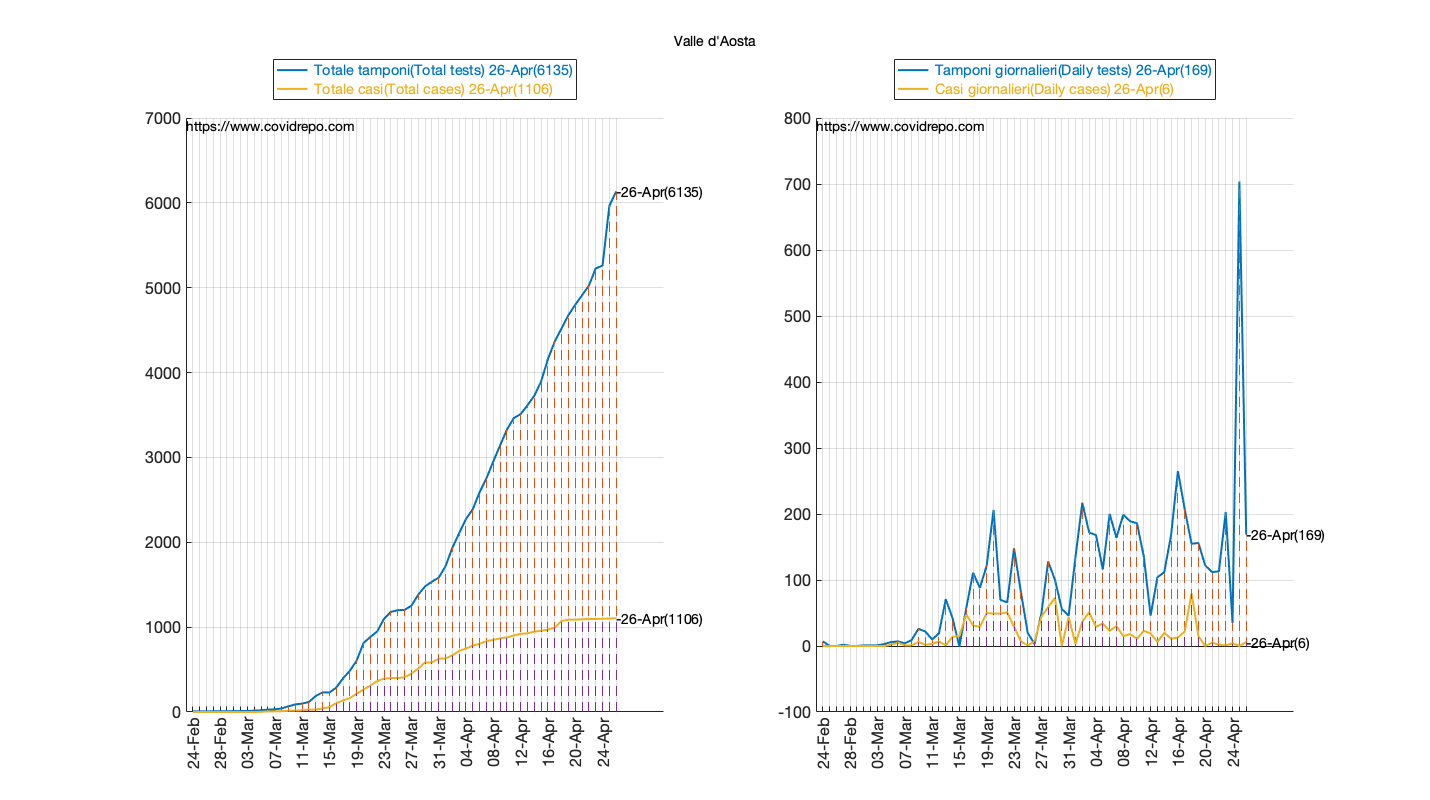 Valle d'Aosta
Totale tamponi(Total tests) 26-Apr(6135)
Totale casi(Total cases) 26-Apr(1106)
7000
https://www.covidrepo.com
6000
5000
4000
3000
2000
1000
0
26-Apr(6135)
26-Apr(1106)
24-Feb
28-Feb
03-Mar
07-Mar
11-Mar
15-Mar
19-Mar
23-Mar
27-Mar
31-Mar
04-Apr
08-Apr
12-Apr
16-Apr
20-Apr
24-Apr
Tamponi giornalieri(Daily tests) 26-Apr(169)
Casi giornalieri(Daily cases) 26-Apr(6)
800
https://www.covidrepo.com
700
600
500
400
300
200
100
0
-100
26-Apr(169)
26-Apr(6)
24-Feb
28-Feb
03-Mar
07-Mar
11-Mar
15-Mar
19-Mar
23-Mar
27-Mar
31-Mar
04-Apr
08-Apr
12-Apr
16-Apr
20-Apr
24-Apr